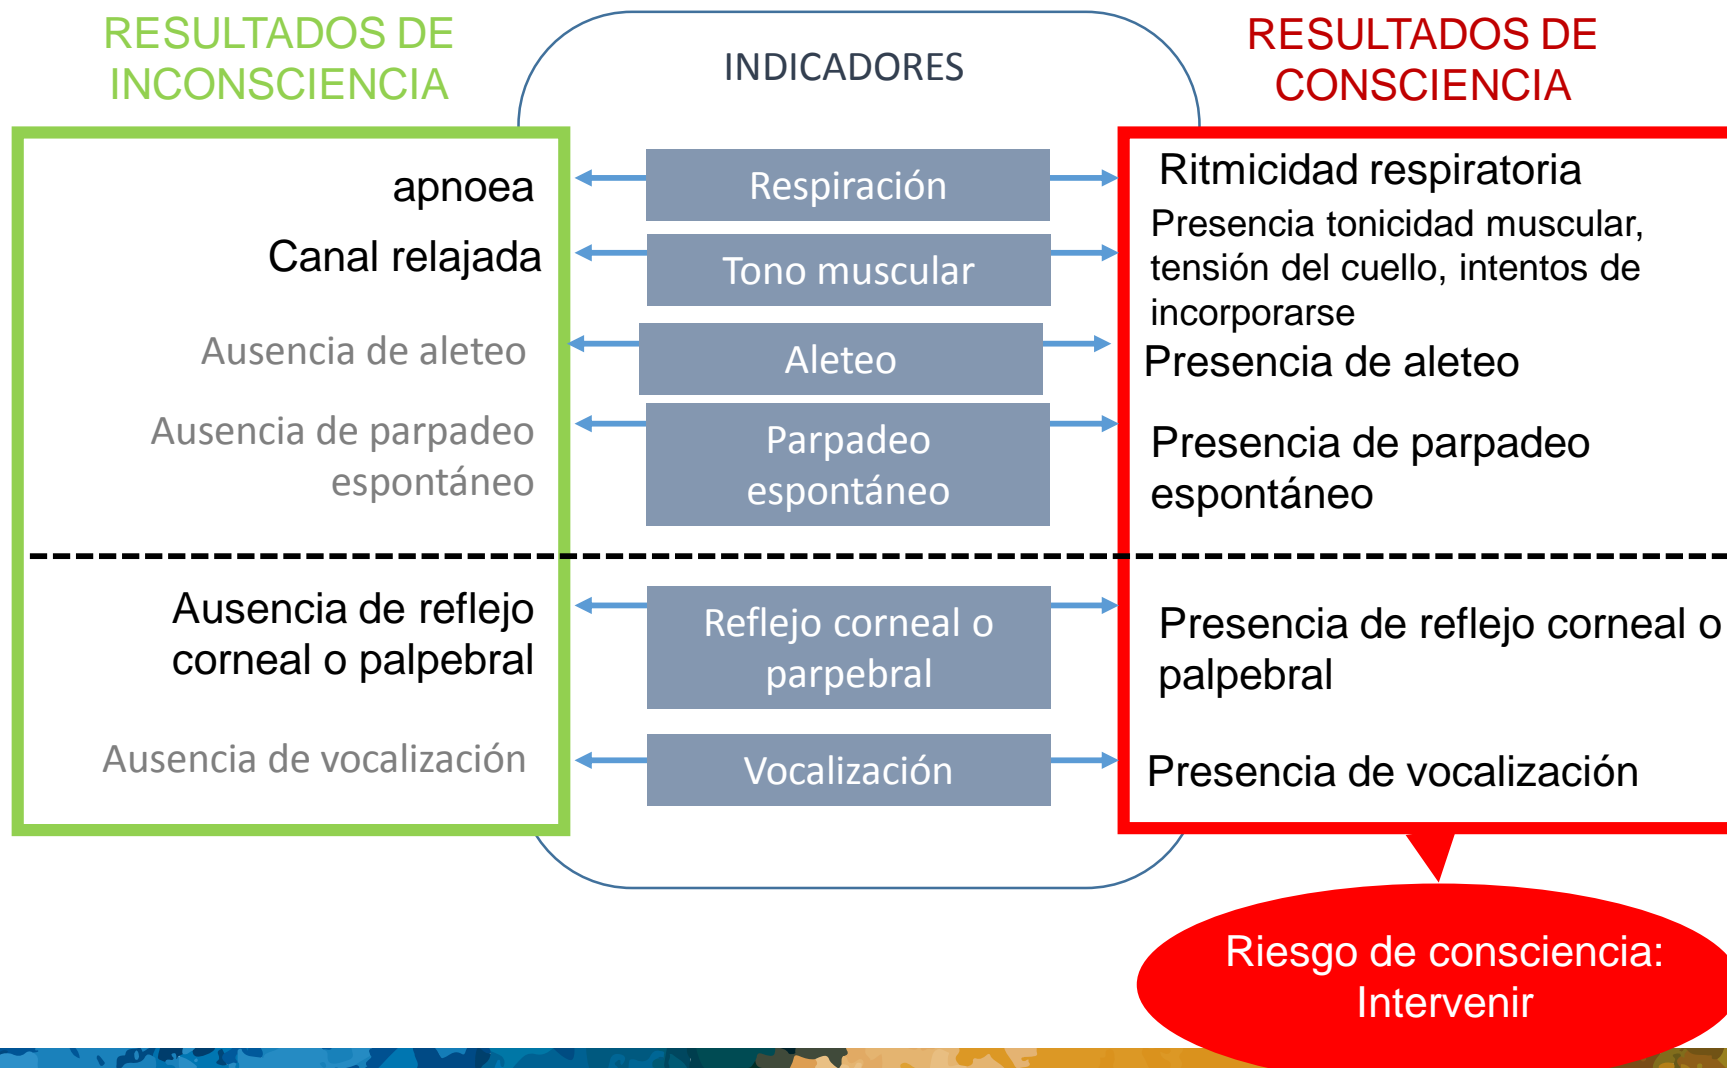 RESULTADOS DE
INCONSCIENCIA
INDICADORES
RESULTADOS DE
CONSCIENCIA
apnoea
Respiración
Ritmicidad respiratoria
Canal relajada
Tono muscular
Presencia tonicidad muscular,
tensión del cuello, intentos de
incorporarse
Ausencia de aleteo
Aleteo
Presencia de aleteo
Ausencia de parpadeo
espontáneo
Parpadeo
espontáneo
Presencia de parpadeo
espontáneo
Ausencia de reflejo
corneal o palpebral
Reflejo corneal o
parpebral
Presencia de reflejo corneal o
palpebral
Ausencia de vocalización
Vocalización
Presencia de vocalización
Riesgo de consciencia:
Intervenir